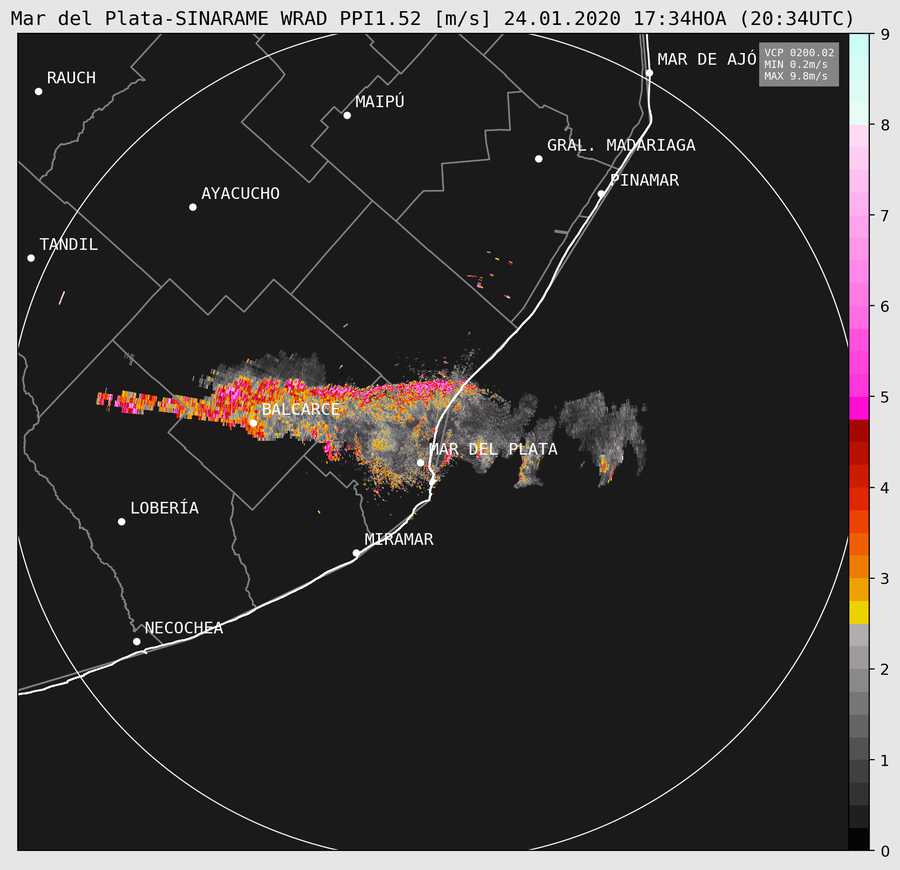 Mar del Plata-SINARAME WRAD PPI1.52 [m/s] 24.01.2020 17:34HOA (20:34UTC)
9
VCP 0200.02
MIN 0.2m/s
MAX 9.8m/s
MAR DE AJÓ
RAUCH
MAIPÚ
8
GRAL. MADARIAGA
PINAMAR
AYACUCHO
7
TANDIL
6
5
BALCARCE
MAR DEL PLATA
4
LOBERÍA
MIRAMAR
3
NECOCHEA
2
1
0